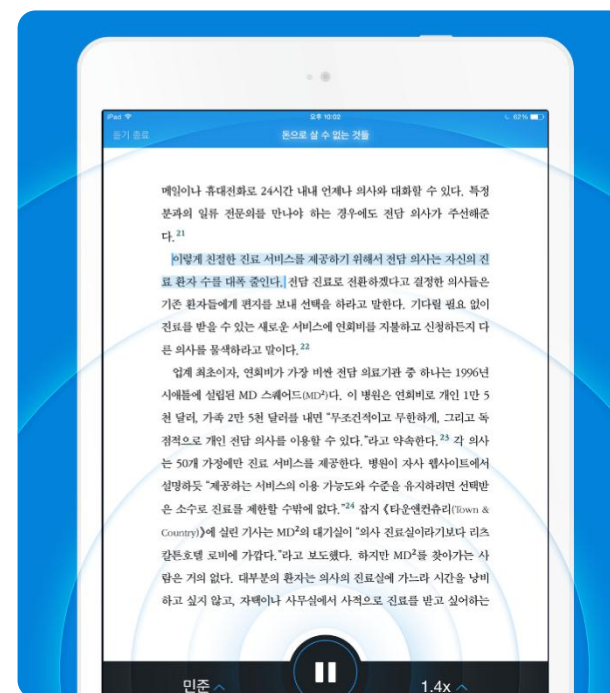 iPad
오후 10:02
62%
듣기 종료
돈으로 살 수 없는 것들
메일이나 휴대전화로 24시간 내내 언제나 의사와 대화할 수 있다. 특정
분과의 일류 전문의를 만나야 하는 경우에도 전담 의사가 주선해준
다.21
이렇게 친절한 진료 서비스를 제공하기 위해서 전담 의사는 자신의 진
료 환자 수를 대폭 줄인다. 전담 진료로 전환하겠다고 결정한 의사들은
기존 환자들에게 편지를 보내 선택을 하라고 말한다. 기다릴 필요 없이
진료를 받을 수 있는 새로운 서비스에 연회비를 지불하고 신청하든지 다
른 의사를 물색하라고 말이다.22
업계 최초이자, 연회비가 가장 비싼 전담 의료기관 중 하나는 1996년
시애틀에 설립된 MD 스퀘어드(MD²)다. 이 병원은 연회비로 개인 1만 5
천 달러, 가족 2만 5천 달러를 내면 “무조건적이고 무한하게, 그리고 독
점적으로 개인 전담 의사를 이용할 수 있다.”라고 약속한다.23 각 의사
는 50개 가정에만 진료 서비스를 제공한다. 병원이 자사 웹사이트에서
설명하듯 “제공하는 서비스의 이용 가능도와 수준을 유지하려면 선택받
은 소수로 진료를 제한할 수밖에 없다.”24 잡지 《타운앤컨츄리(Town &
Country)》에 실린 기사는 MD²의 대기실이 “의사 진료실이라기보다 리츠
칼튼호텔 로비에 가깝다.”라고 보도했다. 하지만 MD²를 찾아가는 사
람은 거의 없다. 대부분의 환자는 의사의 진료실에 가느라 시간을 낭비
하고 싶지 않고, 자택이나 사무실에서 사적으로 진료를 받고 싶어하는
민준
1.4x